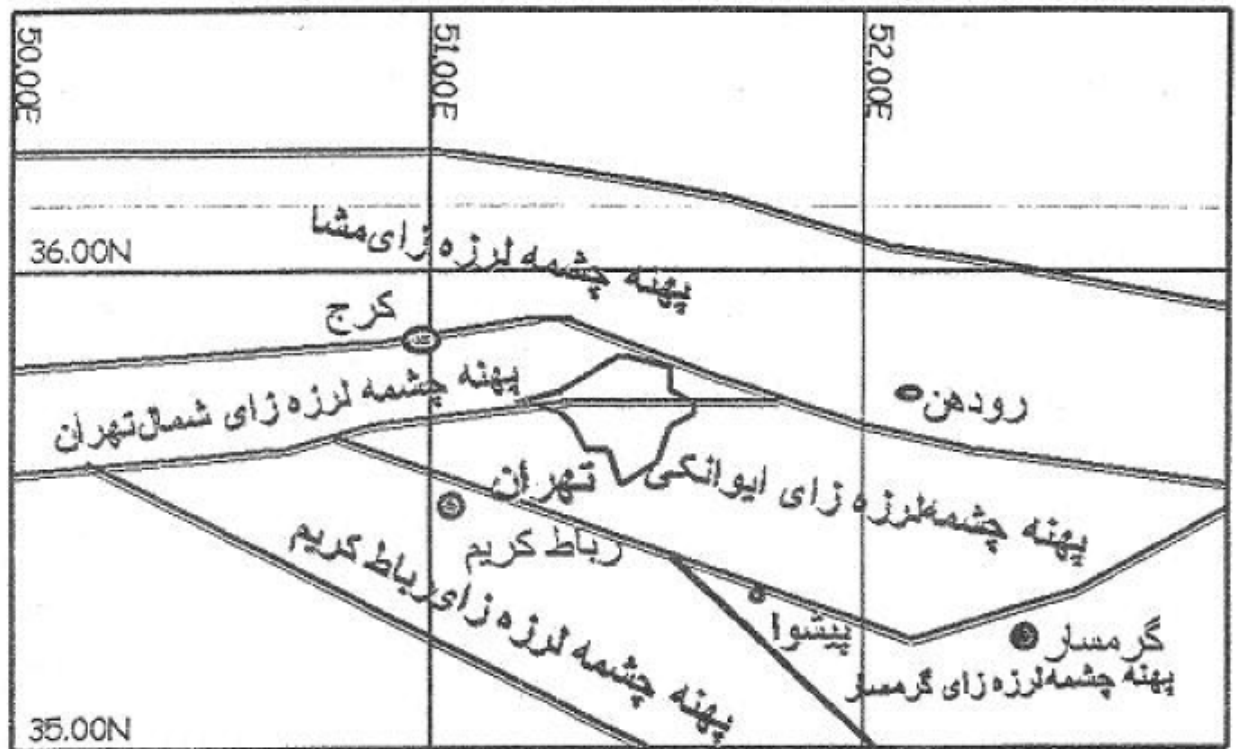 50.00E
51.00E
52.00E
36.00N
پهنه چشمه لرزه زای مشا
کرج
رودهن
پهنه چشمه لرزه زای شمال تهران
تهران
پهنه چشمه لرزه زای ایوانکی
رباط کریم
پهنه چشمه لرزه زای رباط کریم
پیشوا
گرمسار
پهنه چشمه لرزه زای گرمسار
35.00N